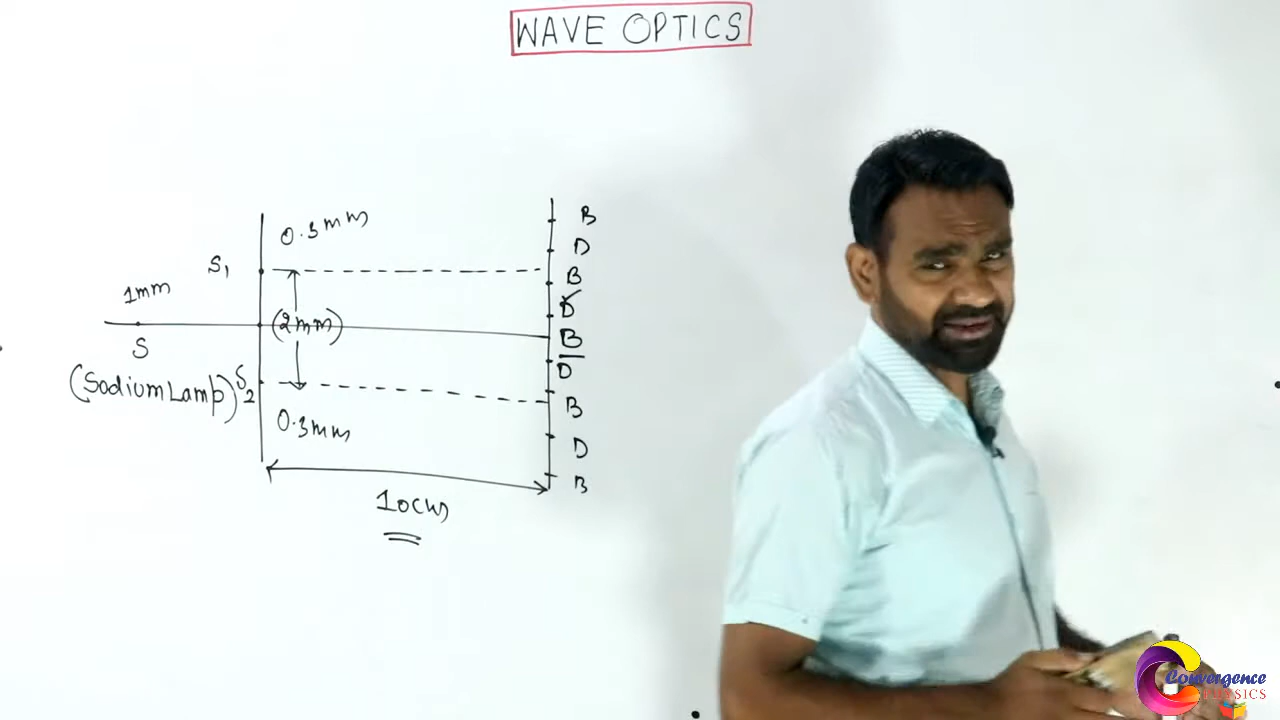 WAVE OPTICS
0.3mm
S₁
1mm
S
(2mm)
(Sodium Lamp)
S₂
0.3mm
10cm
B
D
B
D
B
D
B
D
B
Convergence
PHYSICS